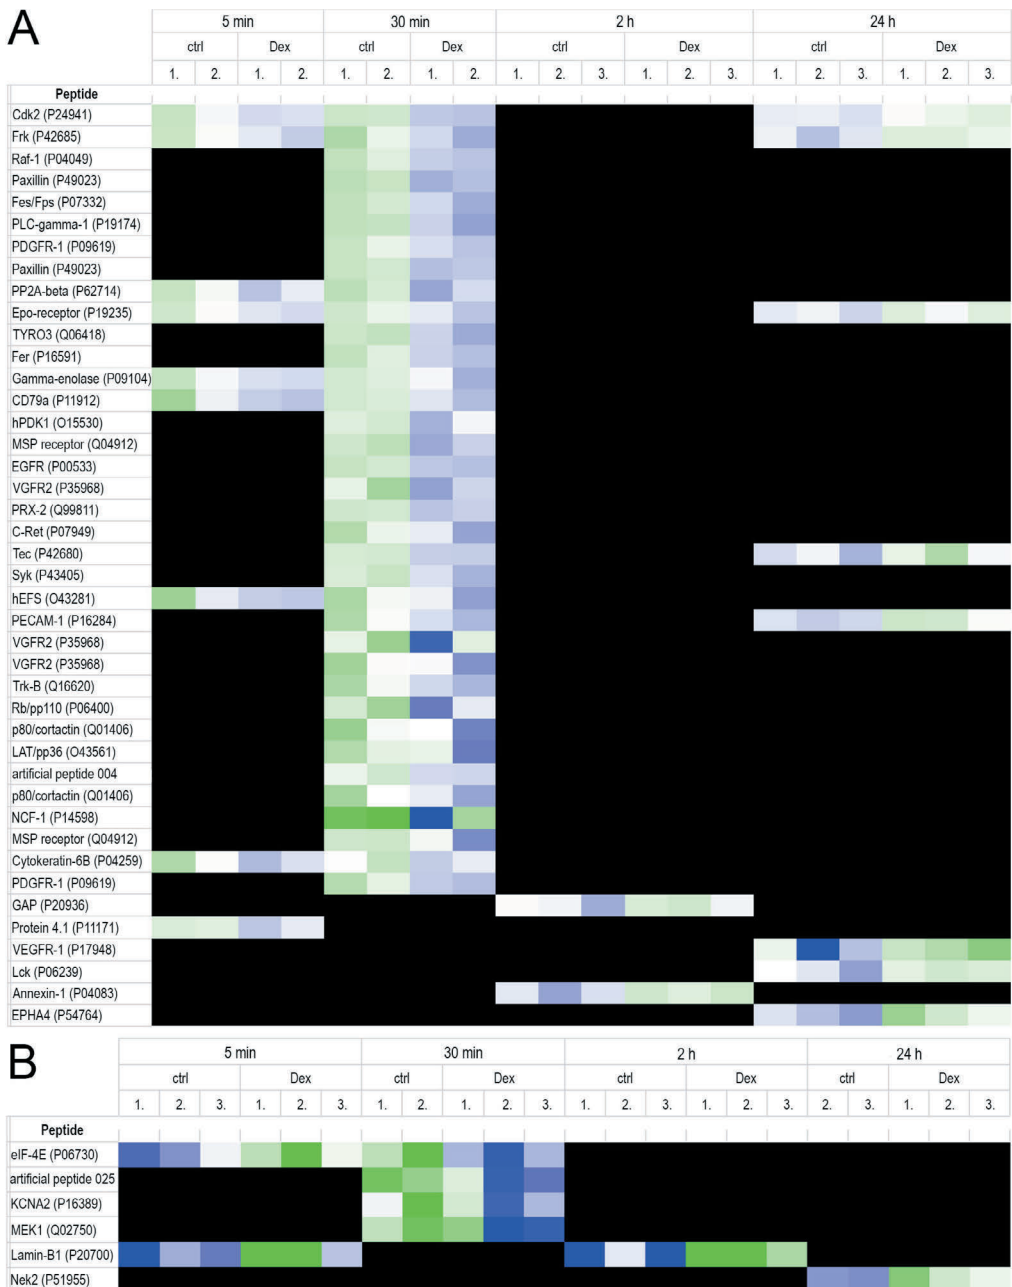 A
5 min 30 min 2 h 24 h
ctrl Dex ctrl Dex ctrl Dex ctrl Dex
1. 2. 1. 2. 1. 2. 1. 2. 1. 2. 3. 1. 2. 3. 1. 2. 3. 1. 2. 3.
Peptide
Cdk2 (P24941)
Frk (P42685)
Raf-1 (P04049)
Paxillin (P49023)
Fes/Fps (P07332)
PLC-gamma-1 (P19174)
PDGFR-1 (P09619)
Paxillin (P49023)
PP2A-beta (P62714)
Epo-receptor (P19235)
TYRO3 (Q06418)
Fer (P16591)
Gamma-enolase (P09104)
CD79a (P11912)
hPDK1 (O15530)
MSP receptor (Q04912)
EGFR (P00533)
VGFR2 (P35968)
PRX-2 (Q99811)
C-Ret (P07949)
Tec (P42680)
Syk (P43405)
hEFS (O43281)
PECAM-1 (P16284)
VGFR2 (P35968)
VGFR2 (P35968)
Trk-B (Q16620)
Rb/pp110 (P06400)
p80/cortactin (Q01406)
LAT/pp36 (O43561)
artificial peptide 004
p80/cortactin (Q01406)
NCF-1 (P14598)
MSP receptor (Q04912)
Cytokeratin-6B (P04259)
PDGFR-1 (P09619)
GAP (P20936)
Protein 4.1 (P11171)
VEGFR-1 (P17948)
Lck (P06239)
Annexin-1 (P04083)
EPHA4 (P54764)
B
5 min 30 min 2 h 24 h
ctrl Dex ctrl Dex ctrl Dex ctrl Dex
1. 2. 3. 1. 2. 3. 1. 2. 1. 2. 3. 1. 2. 3. 1. 2. 3. 2. 3. 1. 2. 3.
Peptide
eIF-4E (P06730)
artificial peptide 025
KCNA2 (P16389)
MEK1 (Q02750)
Lamin-B1 (P20700)
Nek2 (P51955)